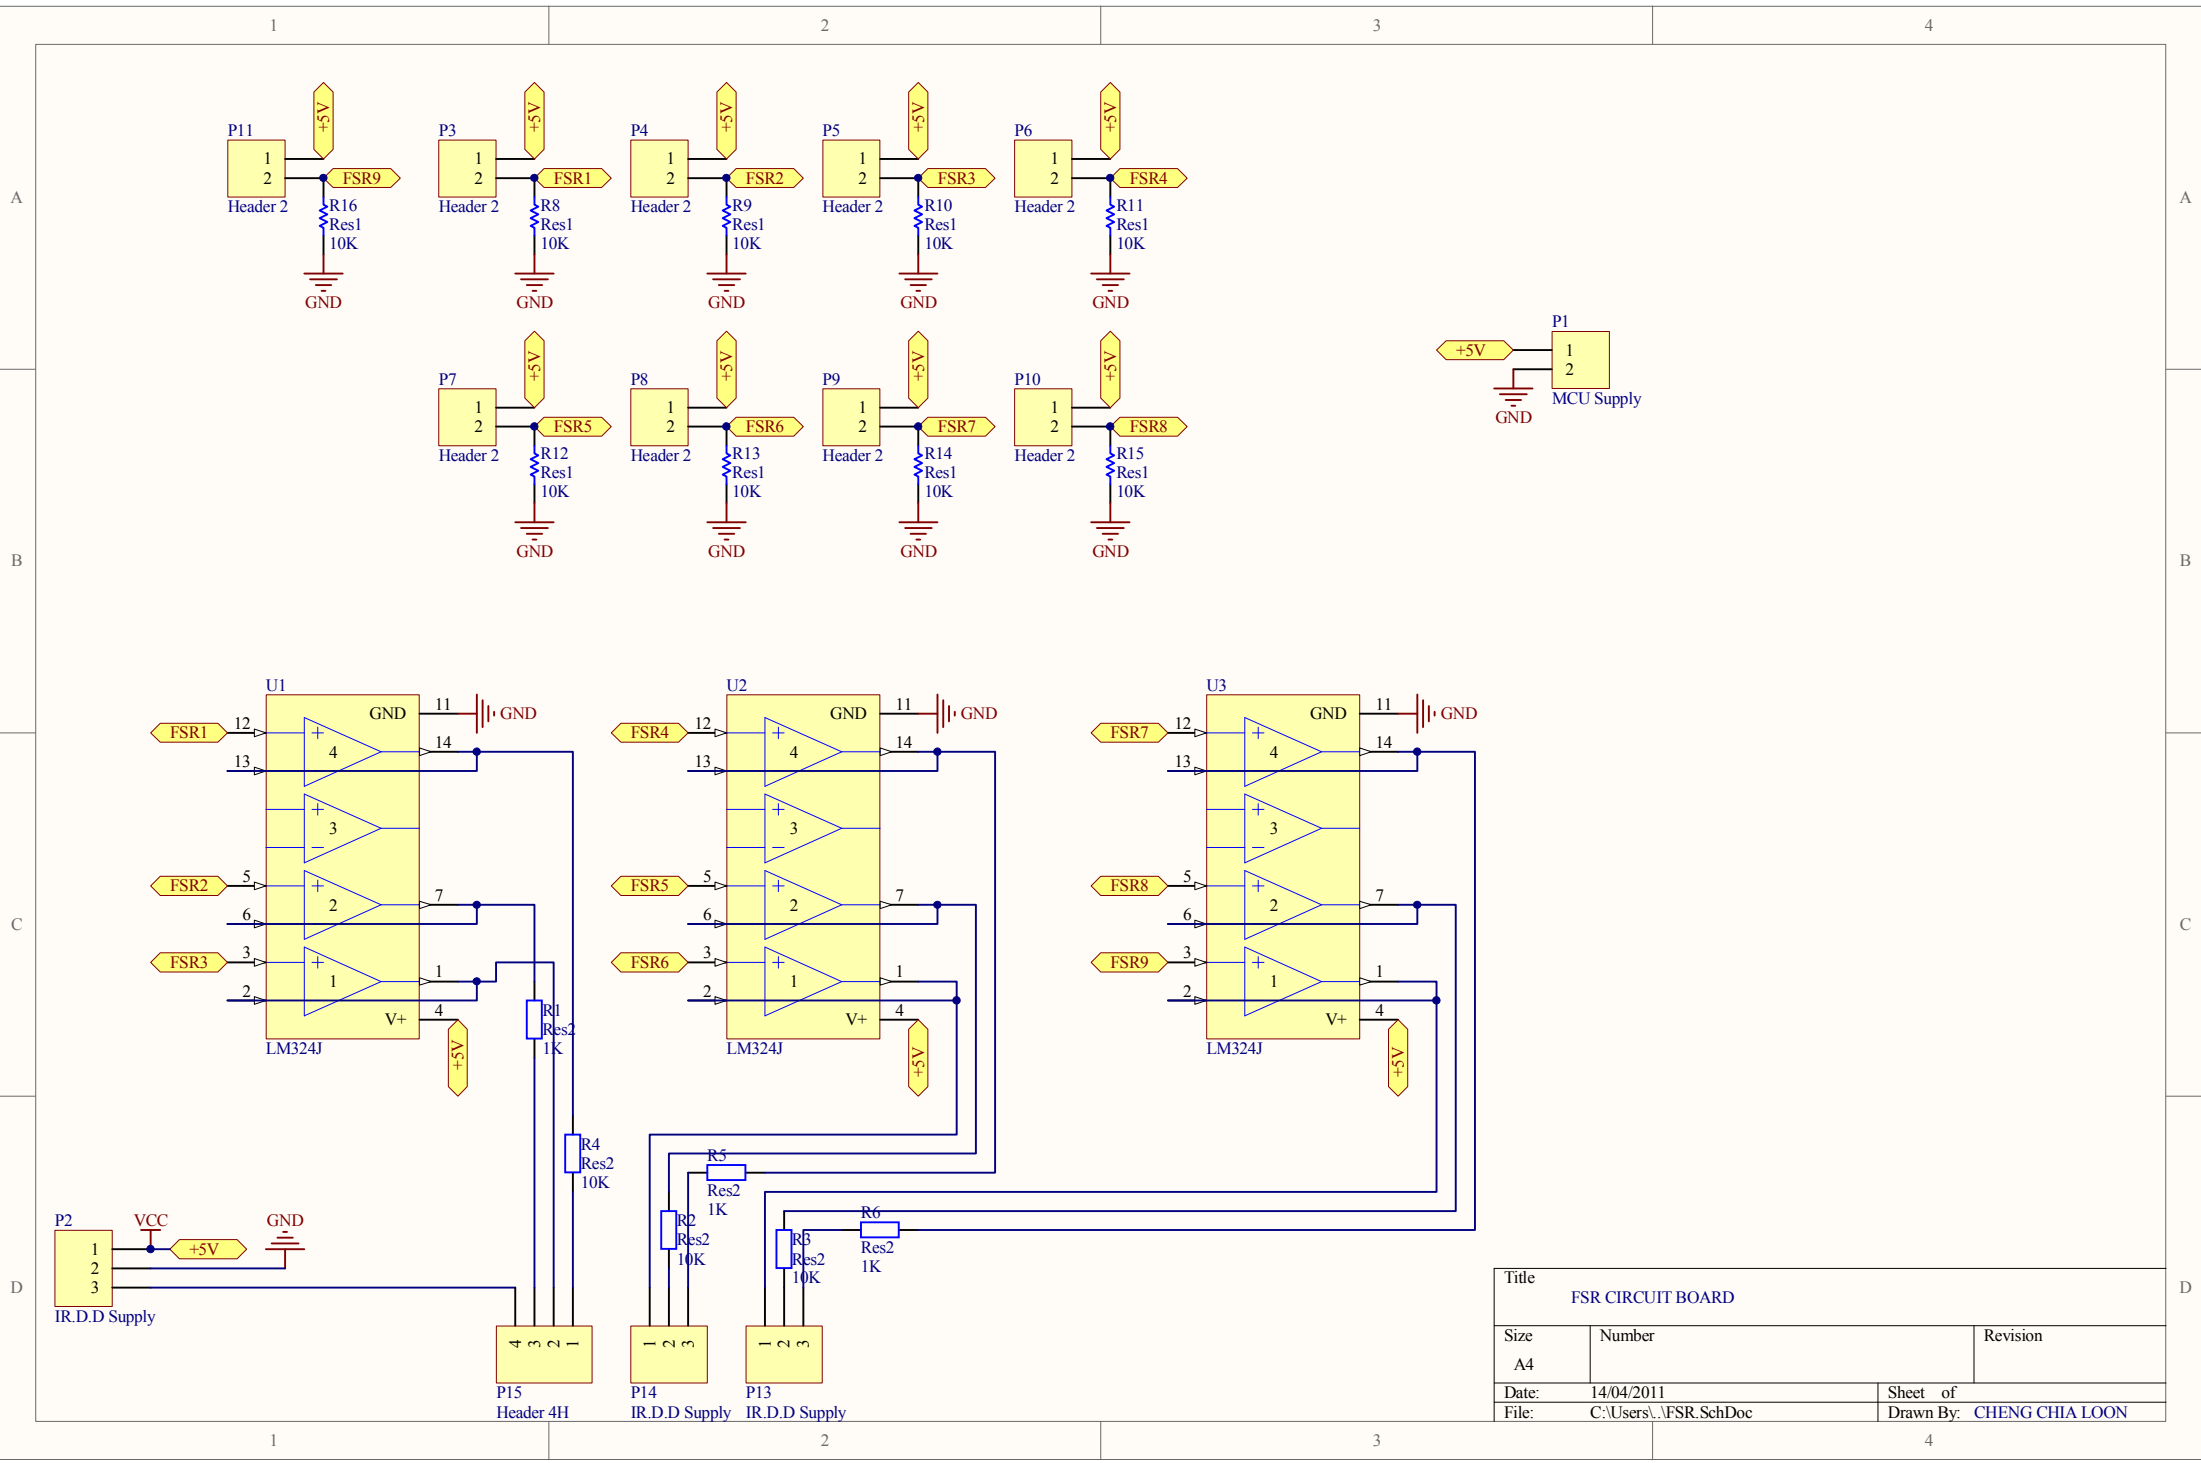 1 2 3 4
A A
B B
C C
D D
P11
1
2
Header 2
+5V
FSR9
R16
Res1
10K
GND
P3
1
2
Header 2
+5V
FSR1
R8
Res1
10K
GND
P4
1
2
Header 2
+5V
FSR2
R9
Res1
10K
GND
P5
1
2
Header 2
+5V
FSR3
R10
Res1
10K
GND
P6
1
2
Header 2
+5V
FSR4
R11
Res1
10K
GND
P7
1
2
Header 2
+5V
FSR5
R12
Res1
10K
GND
P8
1
2
Header 2
+5V
FSR6
R13
Res1
10K
GND
P9
1
2
Header 2
+5V
FSR7
R14
Res1
10K
GND
P10
1
2
Header 2
+5V
FSR8
R15
Res1
10K
GND
P1
+5V
1
2
GND
MCU Supply
U1
GND 11 GND
FSR1 12
4 14
13
3
FSR2 5
2 7
6
FSR3 3
1 1
2
V+ 4
+5V
LM324J
U2
GND 11 GND
FSR4 12
4 14
13
3
FSR5 5
2 7
6
FSR6 3
1 1
2
V+ 4
+5V
LM324J
U3
GND 11 GND
FSR7 12
4 14
13
3
FSR8 5
2 7
6
FSR9 3
1 1
2
V+ 4
+5V
LM324J
R1
Res2
1K
R4
Res2
10K
R5
Res2
1K
R2
Res2
10K
R3
Res2
10K
R6
Res2
1K
P2
VCC
GND
1
2
3
+5V
IR.D.D Supply
4 3 2 1
P15
Header 4H
1 2 3
P14
IR.D.D Supply
1 2 3
P13
IR.D.D Supply
Title
FSR CIRCUIT BOARD
Size Number Revision
A4
Date: 14/04/2011 Sheet of
File: C:\Users\..\FSR.SchDoc Drawn By: CHENG CHIA LOON
1 2 3 4